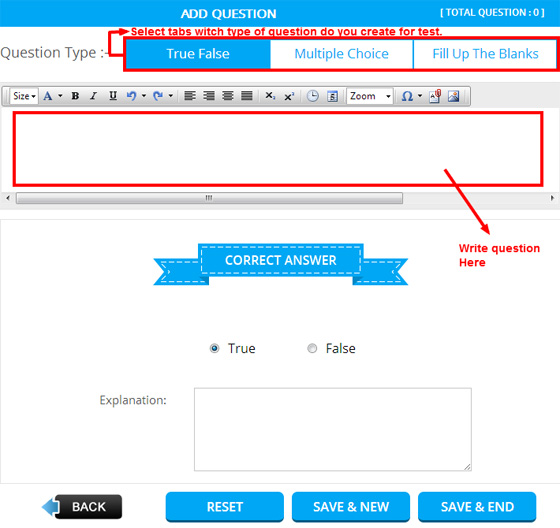 ADD QUESTION
[ TOTAL QUESTION : 0 ]
Select tabs witch type of question do you create for test.
Question Type :-
True False
Multiple Choice
Fill Up The Blanks
Size
A
B
I
U
X₂
X²
Zoom
Ω
Write question
Here
CORRECT ANSWER
True
False
Explanation:
BACK
RESET
SAVE & NEW
SAVE & END